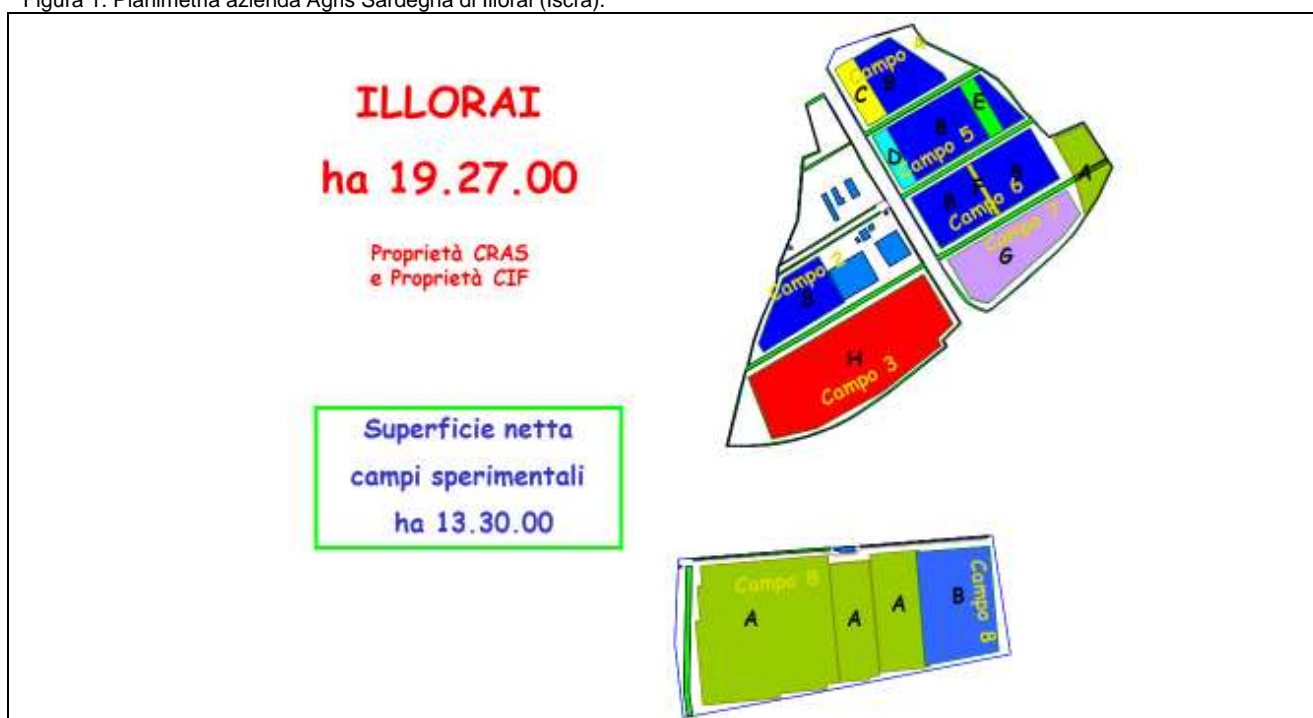 Figura 1. Planimetria azienda Agris Sardegna di Illorai (Iscra).
ILLORAI
ha 19.27.00
Proprietà CRAS
e Proprietà CIF
Superficie netta
campi sperimentali
ha 13.30.00
Campo 4
B
C
E
B
D
Campo 5
A
B
F
B
Campo 6
Campo 7
G
Campo 2
B
H
Campo 3
Campo 8
A
A
A
B
Campo 8